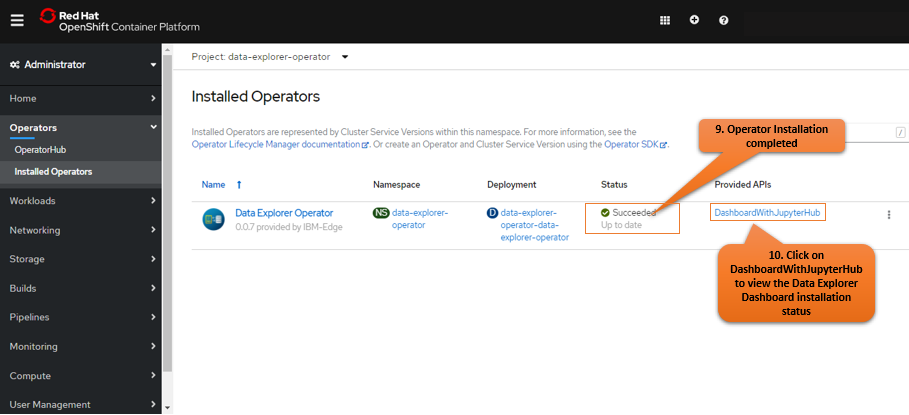 Red Hat
OpenShift Container Platform
Administrator
Home
Operators
OperatorHub
Installed Operators
Workloads
Networking
Storage
Builds
Pipelines
Monitoring
Compute
User Management
Project: data-explorer-operator
Installed Operators
Installed Operators are represented by Cluster Service Versions within this namespace. For more information, see the
Operator Lifecycle Manager documentation. Or create an Operator and Cluster Service Version using the Operator SDK.
/
9. Operator Installation
completed
Name
Namespace
Deployment
Status
Provided APIs
Data Explorer Operator
0.0.7 provided by IBM-Edge
NS data-explorer-
operator
D data-explorer-
operator-data-
explorer-operator
Succeeded
Up to date
DashboardWithJupyterHub
10. Click on
DashboardWithJupyterHub
to view the Data Explorer
Dashboard installation
status